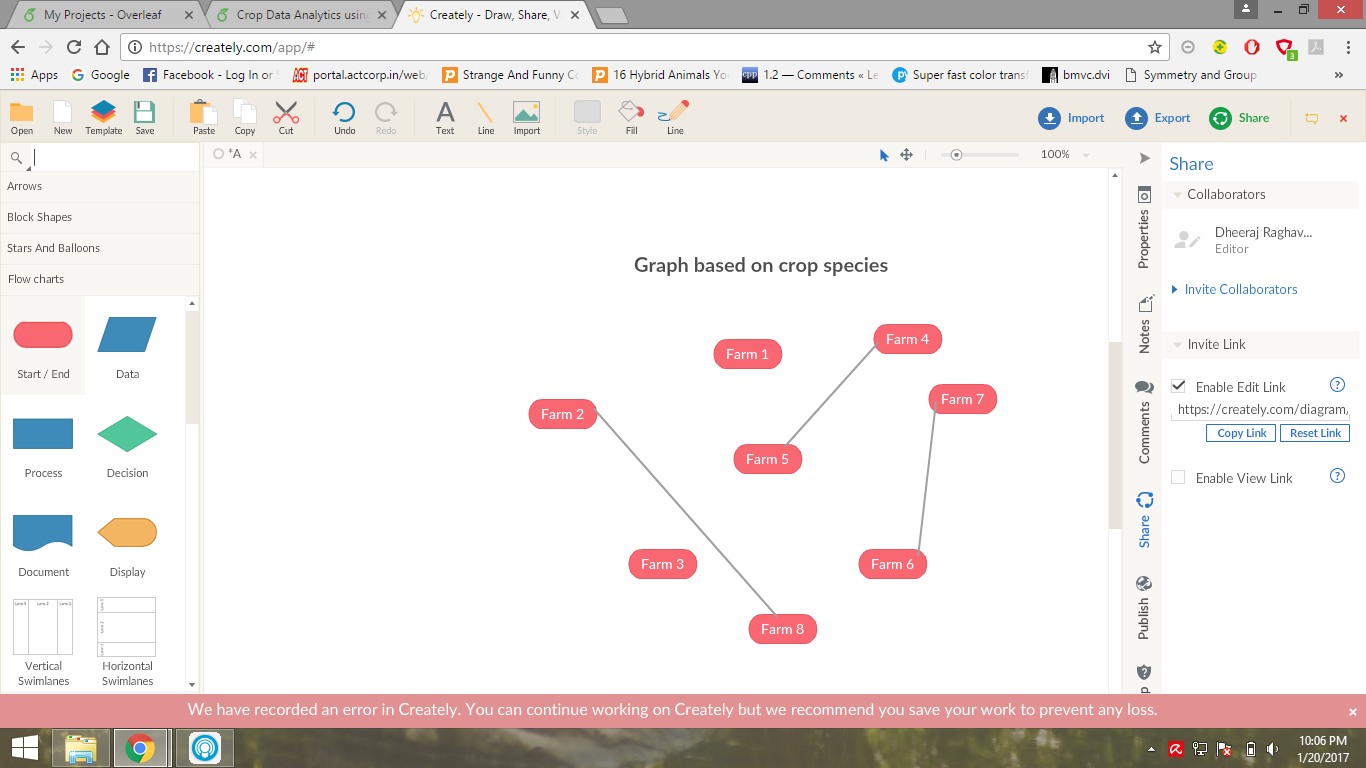 My Projects - Overleaf
Crop Data Analytics using
Creately - Draw, Share, V
https://creately.com/app/#
3
Apps
Google
Facebook - Log In or S
ACT portal.actcorp.in/web/
Strange And Funny Co
16 Hybrid Animals Yo
cpp 1.2 — Comments « Le
Super fast color transf
bmvc.dvi
Symmetry and Group
»
Open
New
Template
Save
Paste
Copy
Cut
Undo
Redo
Text
Line
Import
Style
Fill
Line
Import
Export
Share
*A
100%
Arrows
Block Shapes
Stars And Balloons
Flow charts
Start / End
Data
Process
Decision
Document
Display
Vertical
Swimlanes
Horizontal
Swimlanes
Graph based on crop species
Farm 1
Farm 4
Farm 7
Farm 2
Farm 5
Farm 3
Farm 6
Farm 8
Properties
Notes
Comments
Share
Publish
Share
Collaborators
Dheeraj Raghav...
Editor
Invite Collaborators
Invite Link
Enable Edit Link
?
https://creately.com/diagram/
Copy Link
Reset Link
Enable View Link
?
We have recorded an error in Creately. You can continue working on Creately but we recommend you save your work to prevent any loss.
10:06 PM
1/20/2017